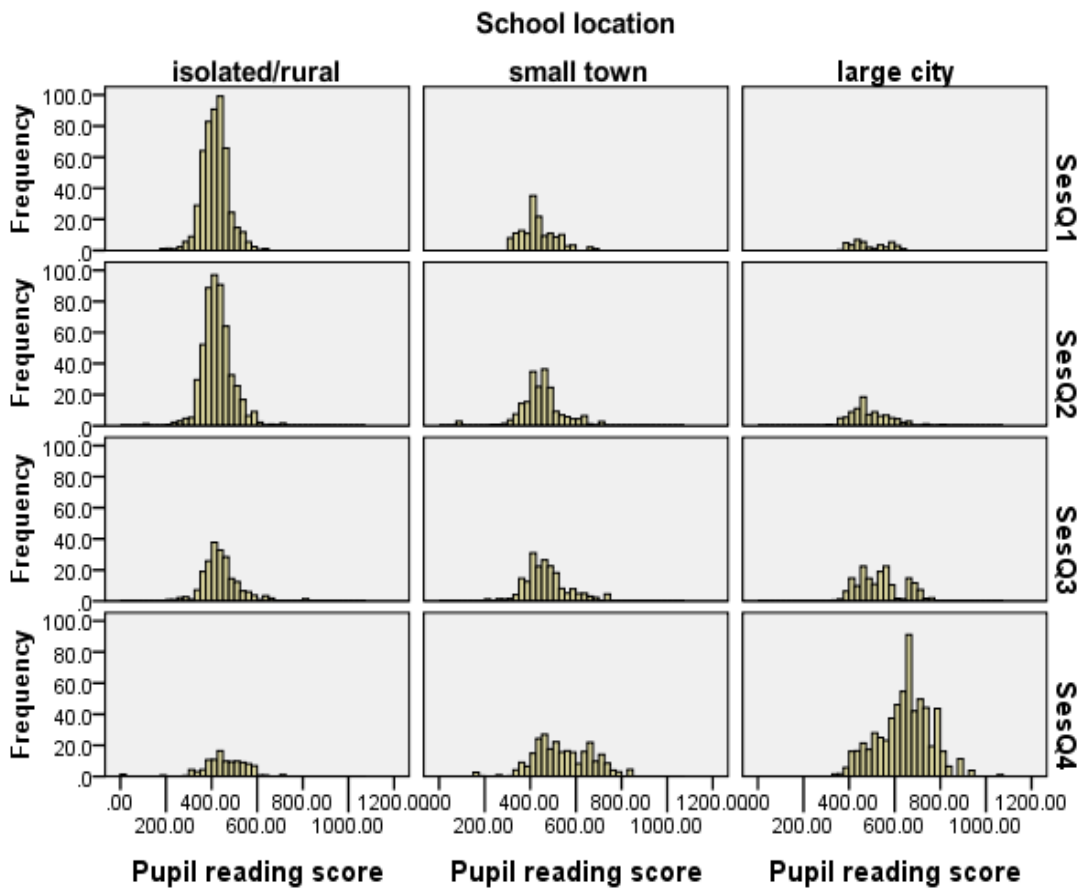 School location
isolated/rural small town large city
100.0
80.0
60.0
40.0
20.0
.0
Frequency
SesQ1
100.0
80.0
60.0
40.0
20.0
.0
Frequency
SesQ2
100.0
80.0
60.0
40.0
20.0
.0
Frequency
SesQ3
100.0
80.0
60.0
40.0
20.0
.0
Frequency
SesQ4
.00 400.00 800.00 1200.00 .00 400.00 800.00 1200.00 .00 400.00 800.00 1200.00
200.00 600.00 1000.00 200.00 600.00 1000.00 200.00 600.00 1000.00
Pupil reading score Pupil reading score Pupil reading score